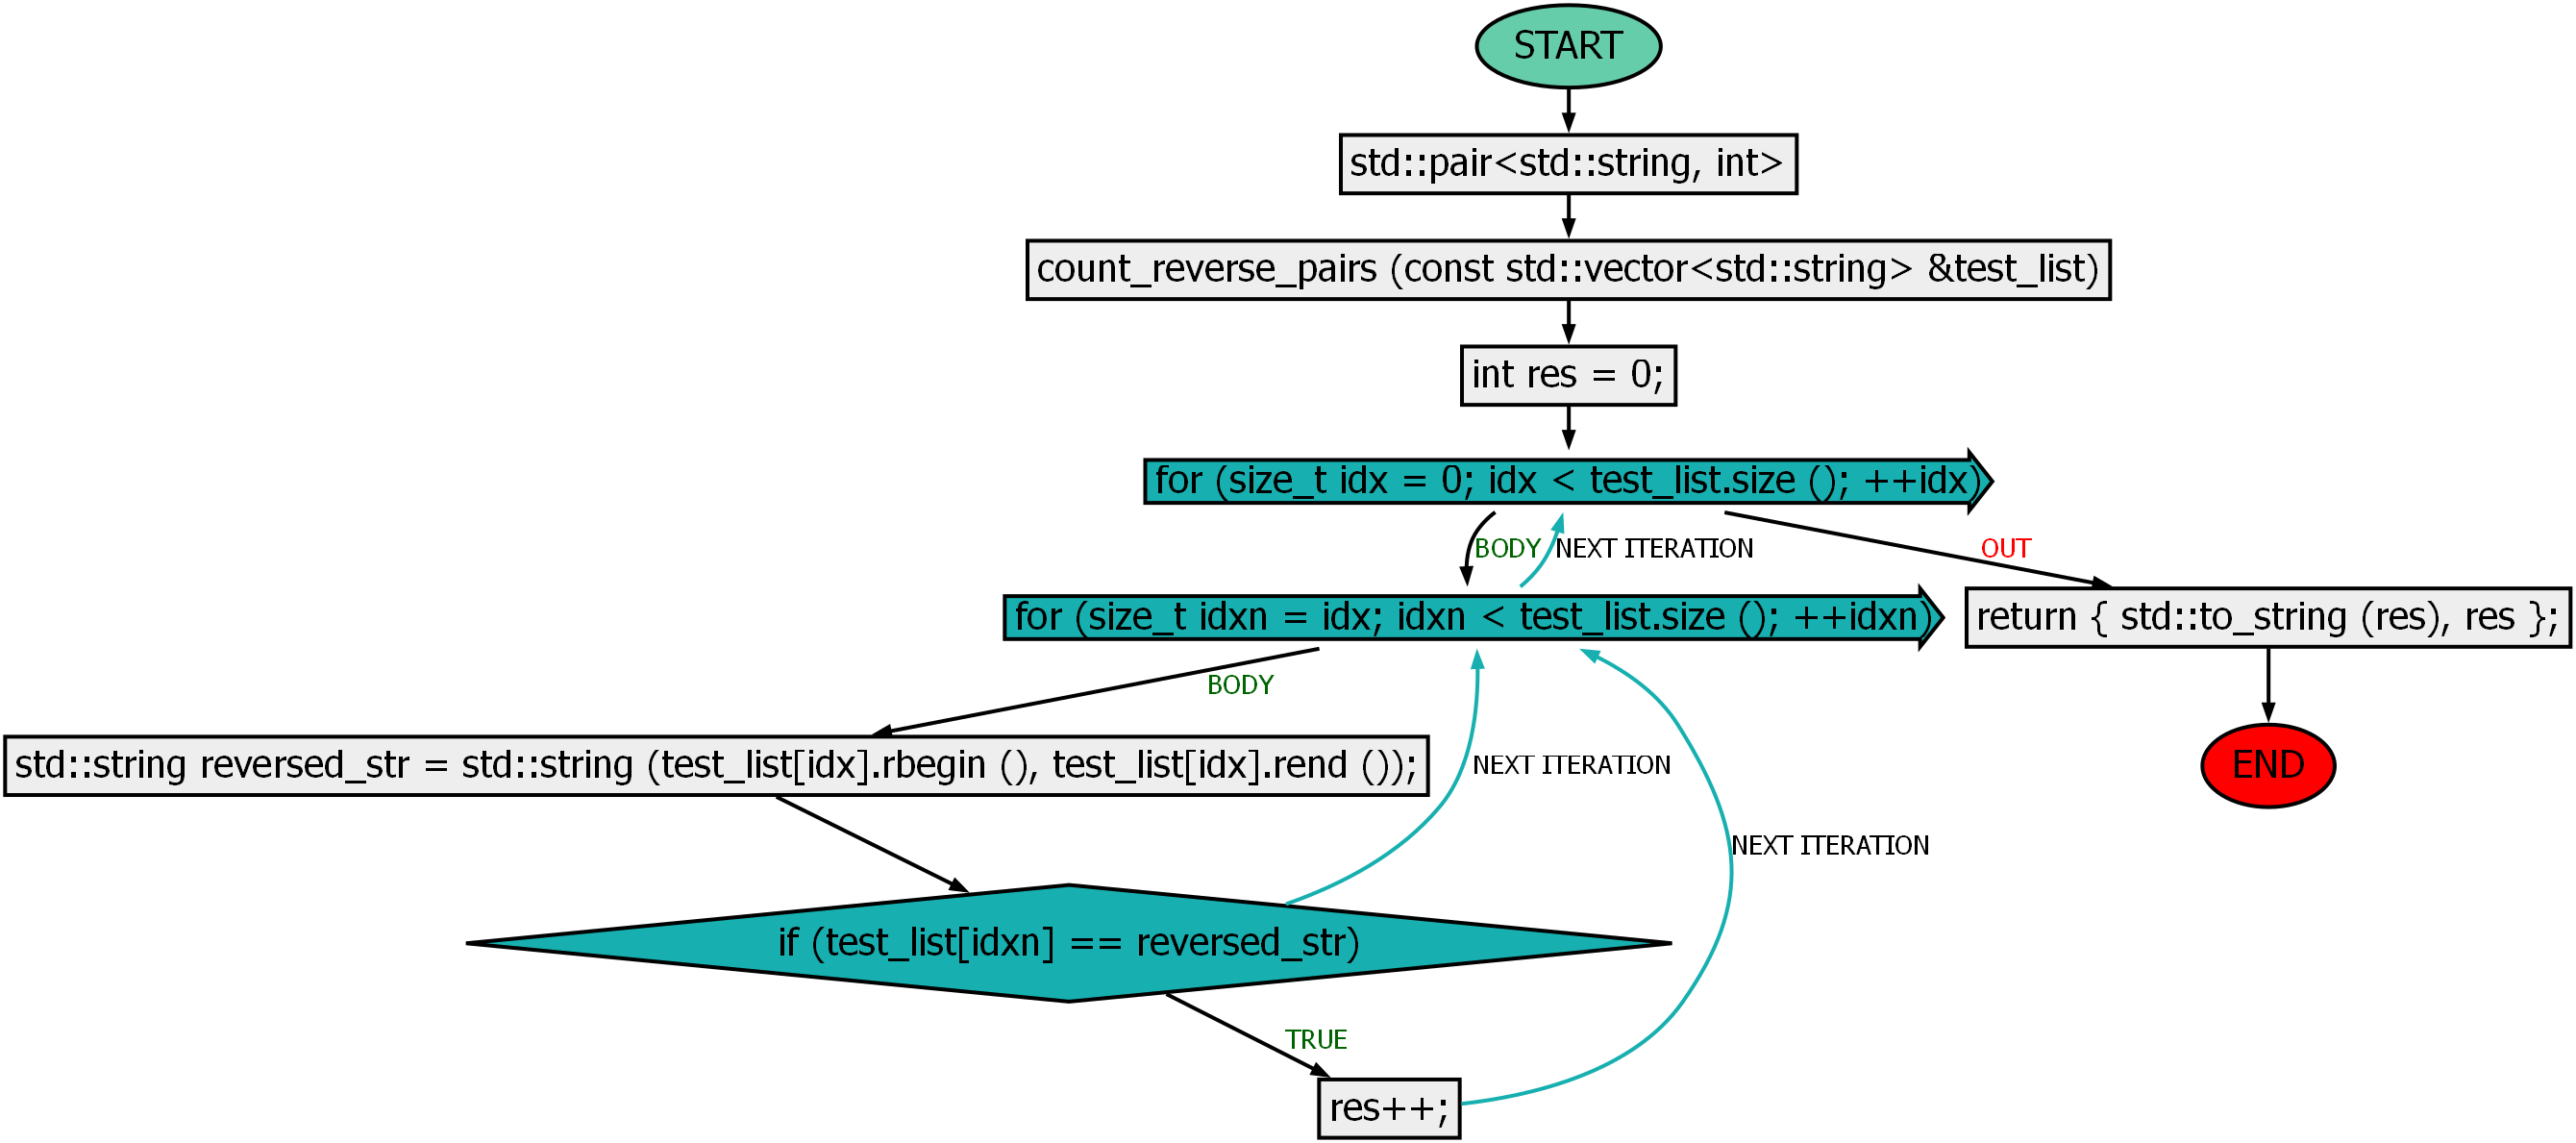 START
std::pair<std::string, int>
count_reverse_pairs (const std::vector<std::string> &test_list)
int res = 0;
for (size_t idx = 0; idx < test_list.size (); ++idx)
BODY
NEXT ITERATION
OUT
for (size_t idxn = idx; idxn < test_list.size (); ++idxn)
return { std::to_string (res), res };
BODY
std::string reversed_str = std::string (test_list[idx].rbegin (), test_list[idx].rend ());
NEXT ITERATION
END
NEXT ITERATION
if (test_list[idxn] == reversed_str)
TRUE
res++;